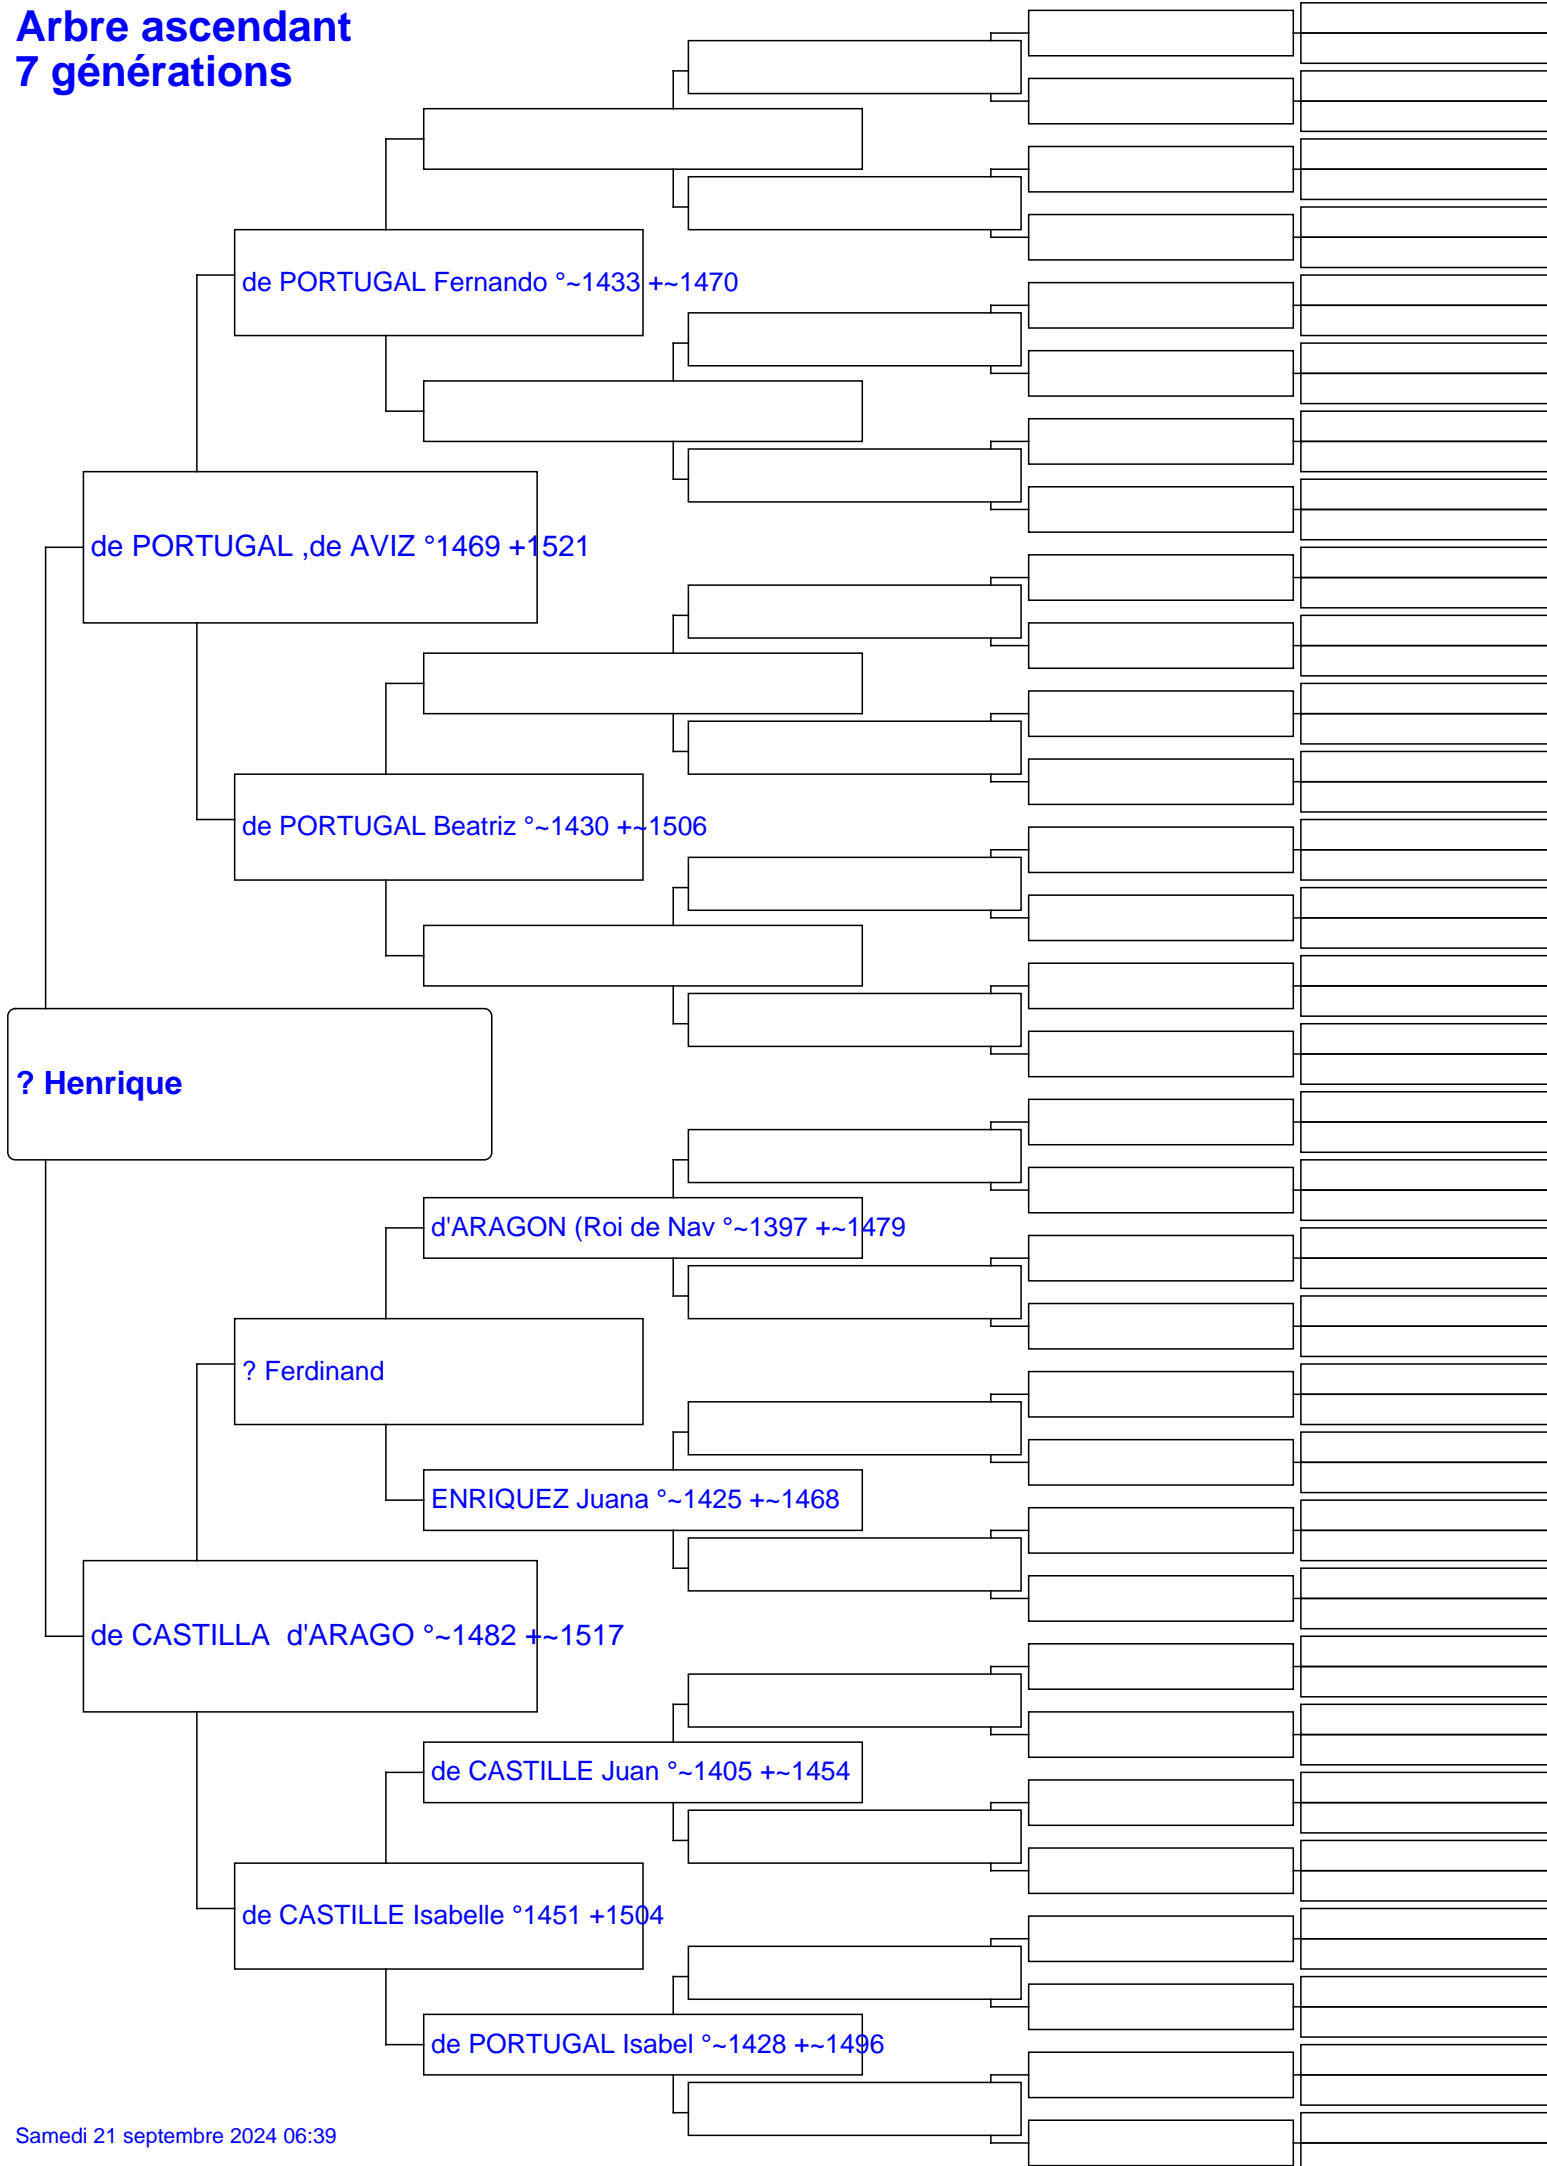 Arbre ascendant
7 générations
de PORTUGAL Fernando °~1433 +~1470
de PORTUGAL ,de AVIZ °1469 +1521
de PORTUGAL Beatriz °~1430 +~1506
? Henrique
d'ARAGON (Roi de Nav °~1397 +~1479
? Ferdinand
ENRIQUEZ Juana °~1425 +~1468
de CASTILLA  d'ARAGO °~1482 +~1517
de CASTILLE Juan °~1405 +~1454
de CASTILLE Isabelle °1451 +1504
de PORTUGAL Isabel °~1428 +~1496
Samedi 21 septembre 2024 06:39